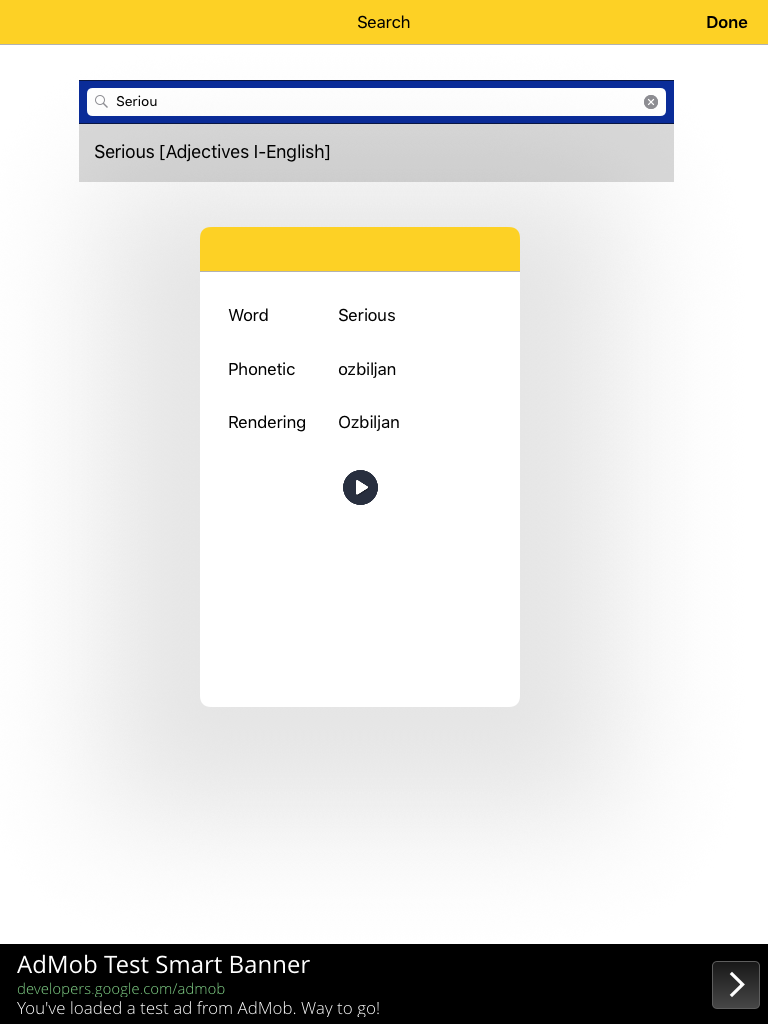 Search
Done
Seriou
Serious [Adjectives I-English]
Word Serious
Phonetic ozbiljan
Rendering Ozbiljan
AdMob Test Smart Banner
developers.google.com/admob
You've loaded a test ad from AdMob. Way to go!